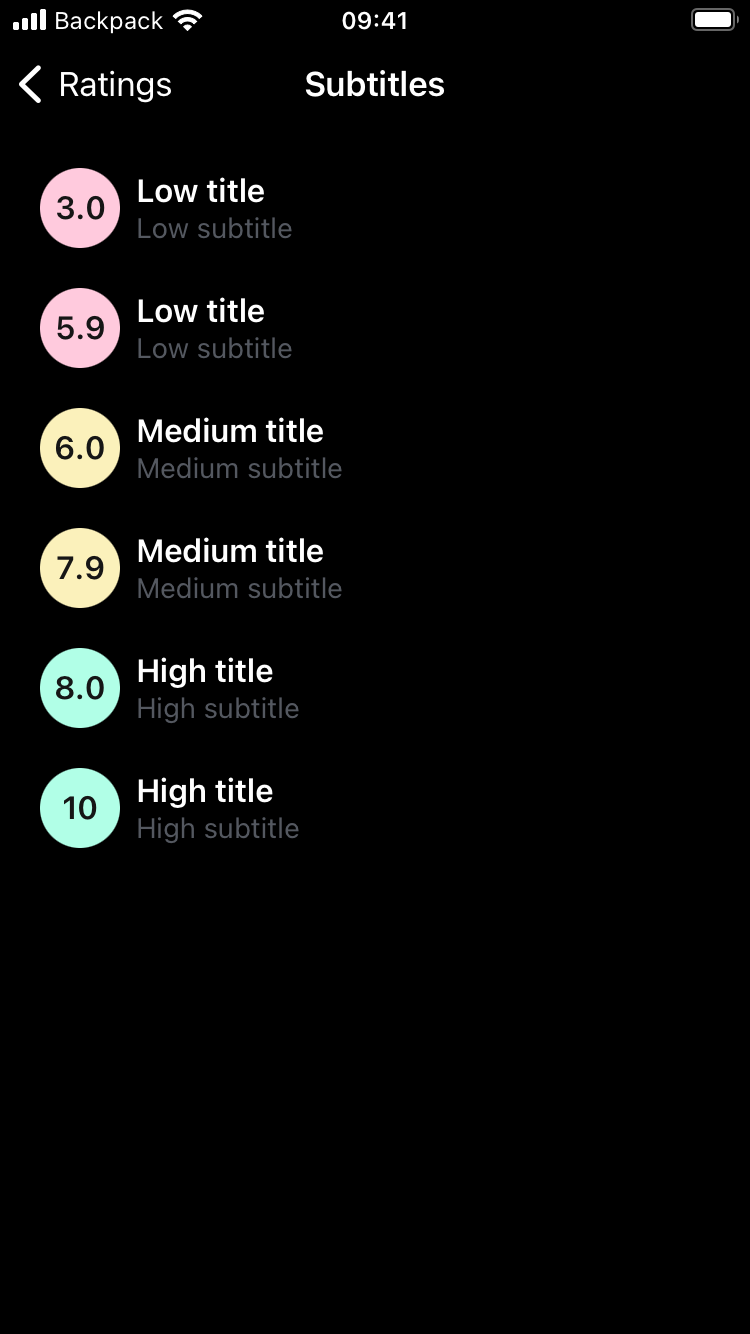 Backpack 09:41
Ratings Subtitles
3.0 Low title
Low subtitle
5.9 Low title
Low subtitle
6.0 Medium title
Medium subtitle
7.9 Medium title
Medium subtitle
8.0 High title
High subtitle
10 High title
High subtitle